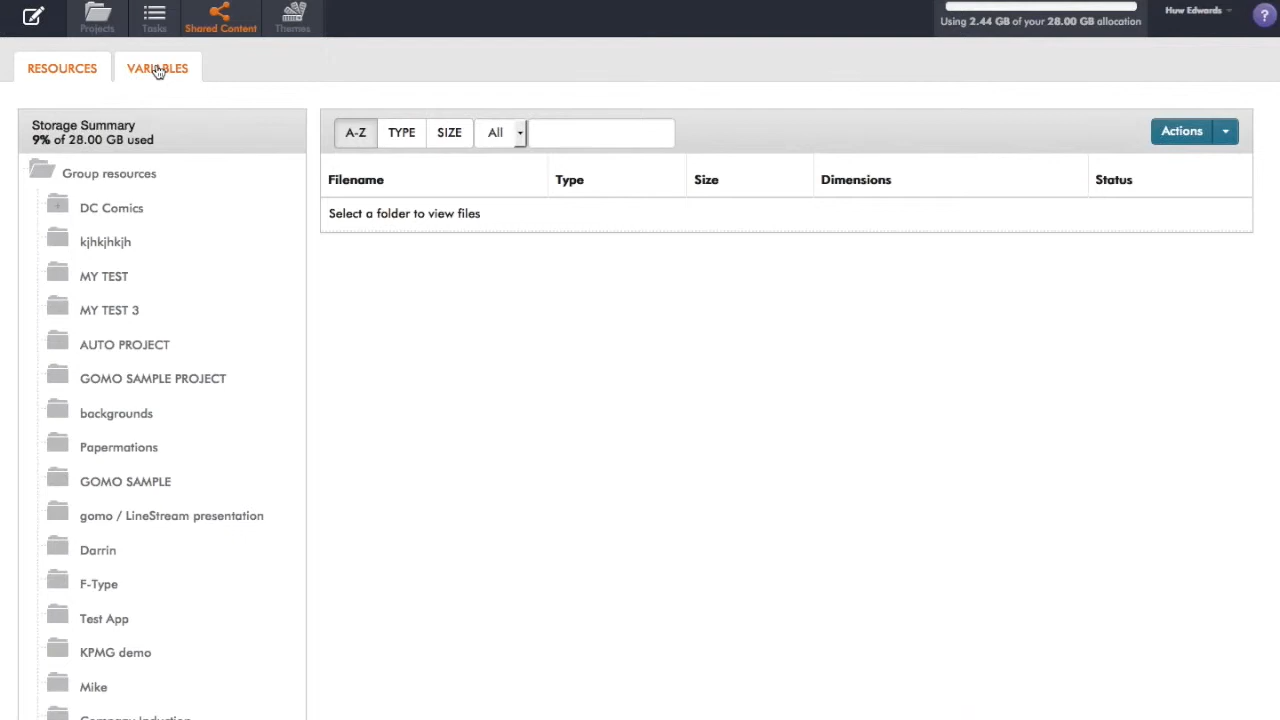 Projects
Tasks
Shared Content
Themes
Using 2.44 GB of your 28.00 GB allocation
Huw Edwards
?
RESOURCES
VARIABLES
Storage Summary
9% of 28.00 GB used
Group resources
DC Comics
kjhkjhkjh
MY TEST
MY TEST 3
AUTO PROJECT
GOMO SAMPLE PROJECT
backgrounds
Papermations
GOMO SAMPLE
gomo / LineStream presentation
Darrin
F-Type
Test App
KPMG demo
Mike
Company Induction
A-Z
TYPE
SIZE
All
Actions
Filename
Type
Size
Dimensions
Status
Select a folder to view files